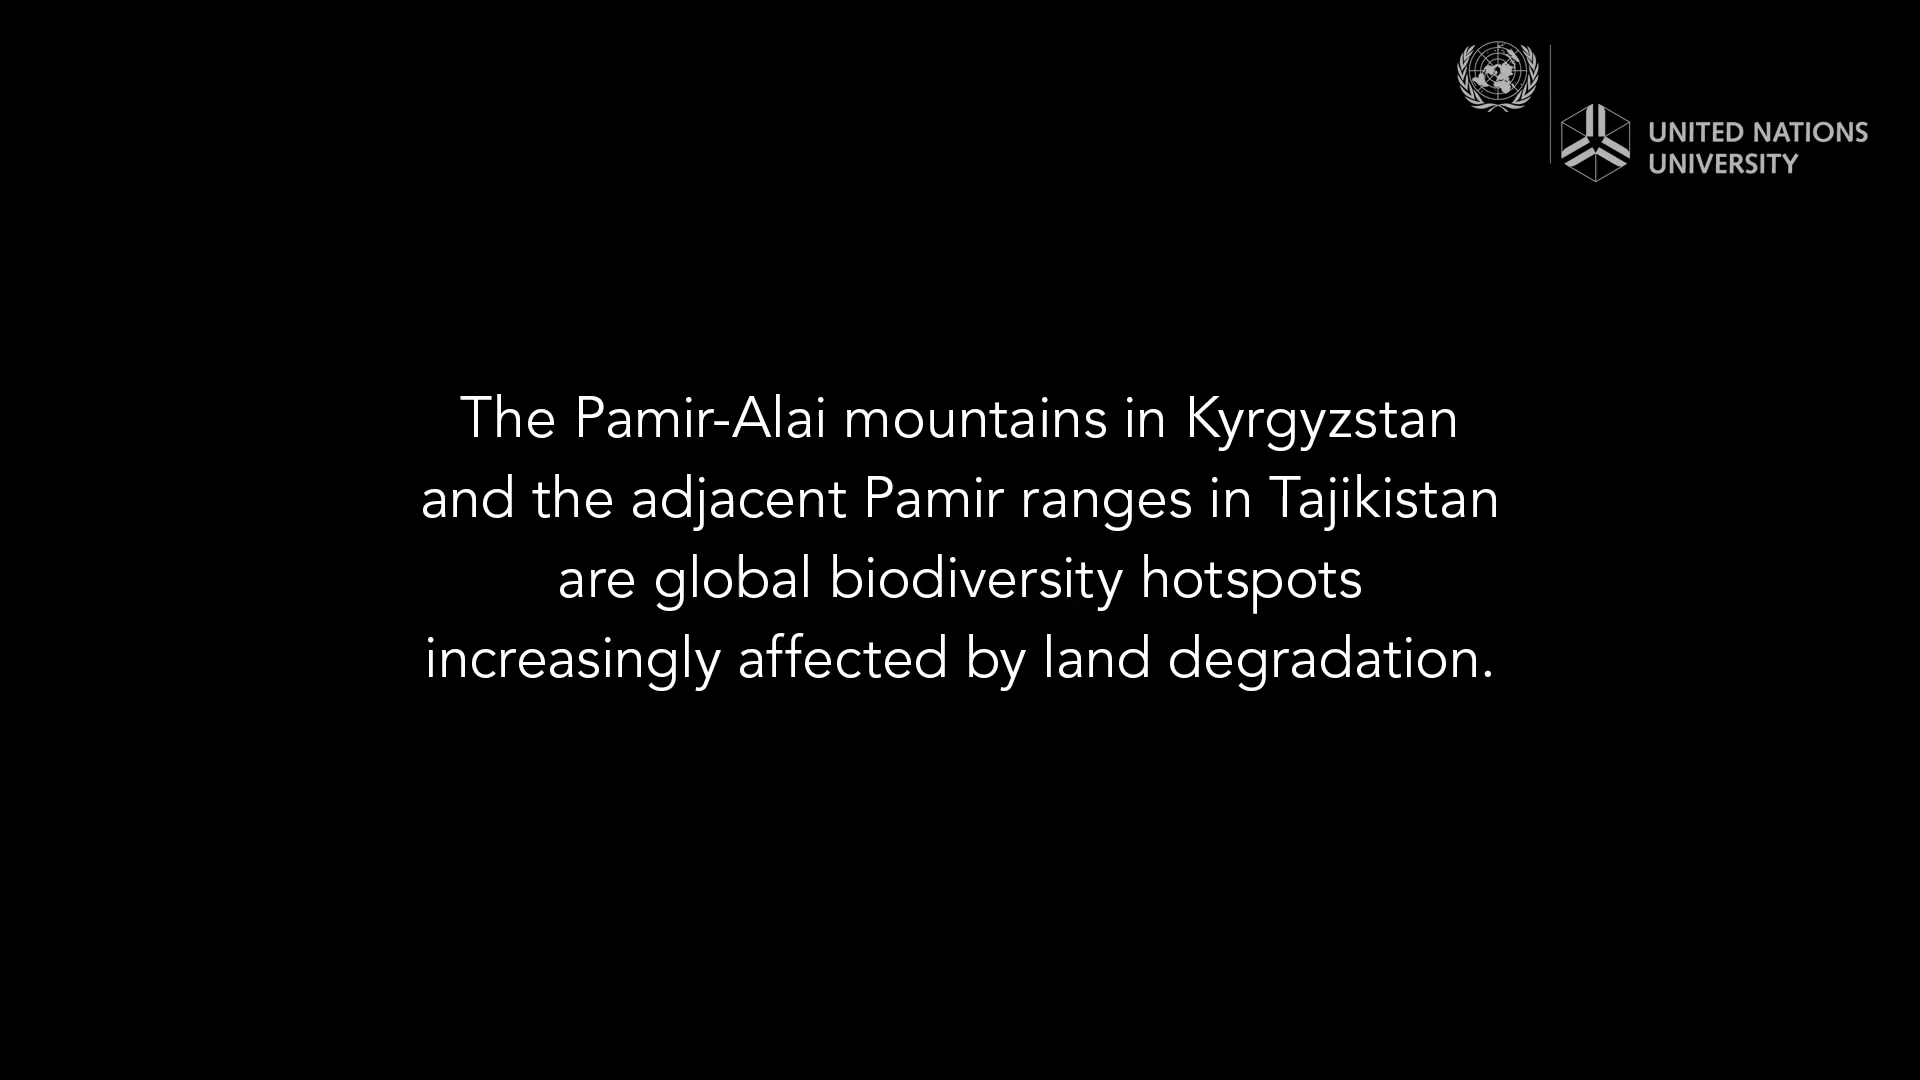 UNITED NATIONS
UNIVERSITY
The Pamir-Alai mountains in Kyrgyzstan
and the adjacent Pamir ranges in Tajikistan
are global biodiversity hotspots
increasingly affected by land degradation.